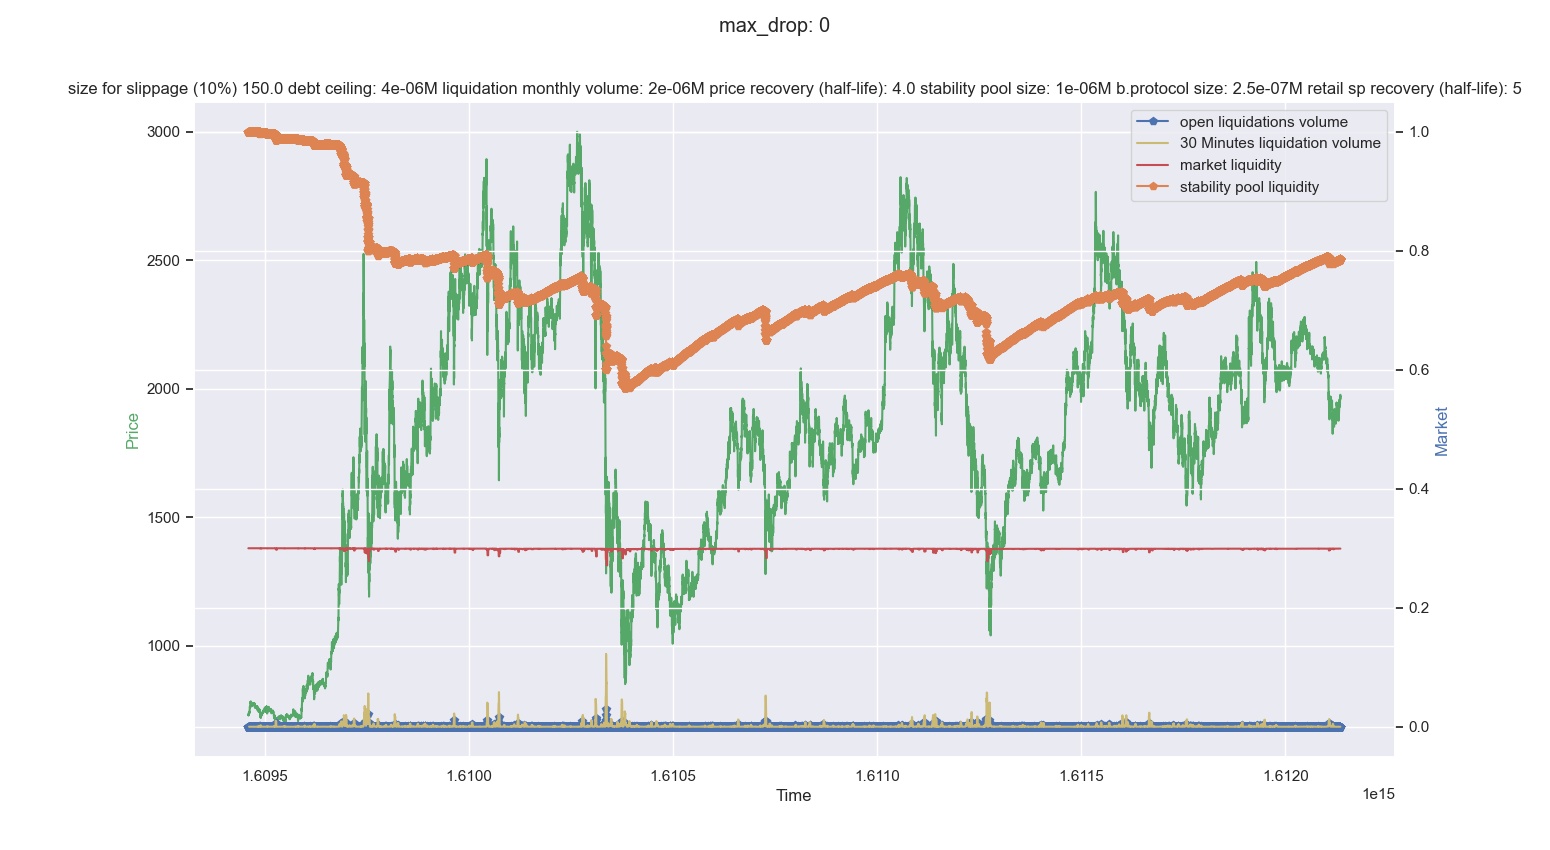 max_drop: 0
size for slippage (10%) 150.0 debt ceiling: 4e-06M liquidation monthly volume: 2e-06M price recovery (half-life): 4.0 stability pool size: 1e-06M b.protocol size: 2.5e-07M retail sp recovery (half-life): 5
open liquidations volume
30 Minutes liquidation volume
market liquidity
stability pool liquidity
3000
2500
2000
1500
1000
Price
1.0
0.8
0.6
0.4
0.2
0.0
Market
1.6095 1.6100 1.6105 1.6110 1.6115 1.6120
Time
1e15